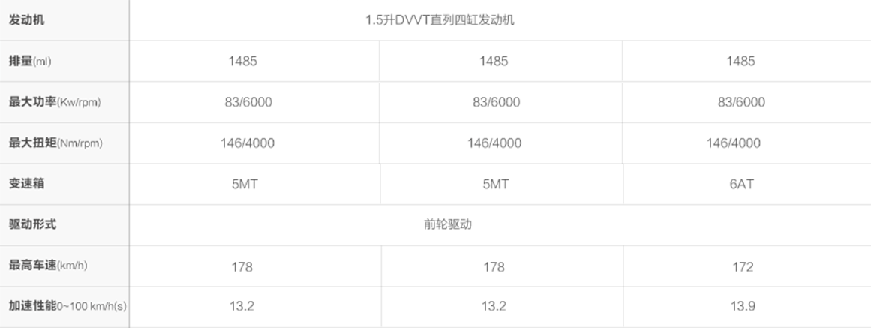 发动机 1.5升DVVT直列四缸发动机
排量(ml) 1485 1485 1485
最大功率(Kw/rpm) 83/6000 83/6000 83/6000
最大扭矩(Nm/rpm) 146/4000 146/4000 146/4000
变速箱 5MT 5MT 6AT
驱动形式 前轮驱动
最高车速(km/h) 178 178 172
加速性能0~100 km/h(s) 13.2 13.2 13.9